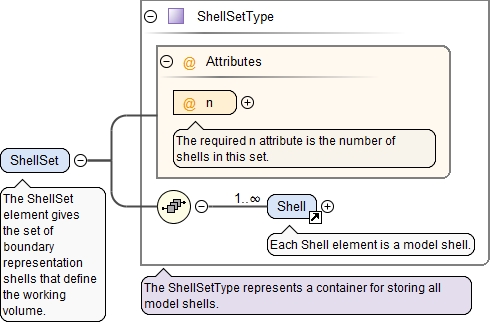 ShellSetType
@ Attributes
@ n
The required n attribute is the number of
shells in this set.
ShellSet
The ShellSet
element gives
the set of
boundary
representation
shells that define
the working
volume.
1..∞
Shell
Each Shell element is a model shell.
The ShellSetType represents a container for storing all
model shells.